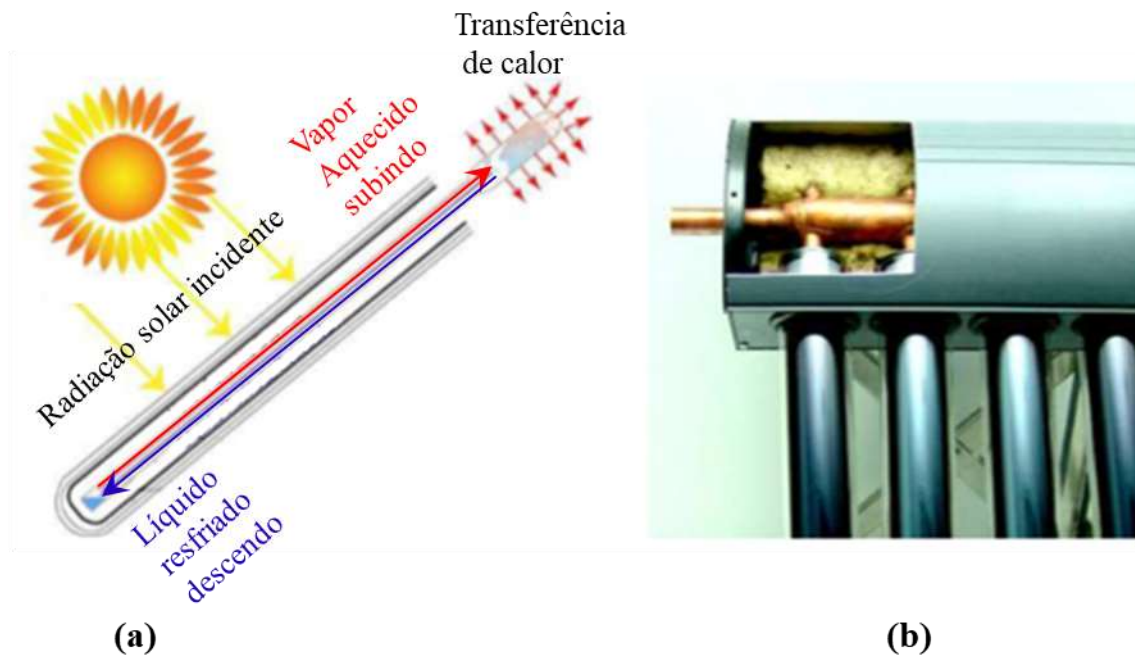 Transferência
de calor
Vapor
Aquecido
subindo
Radiação solar incidente
Líquido
resfriado
descendo
(a)
(b)